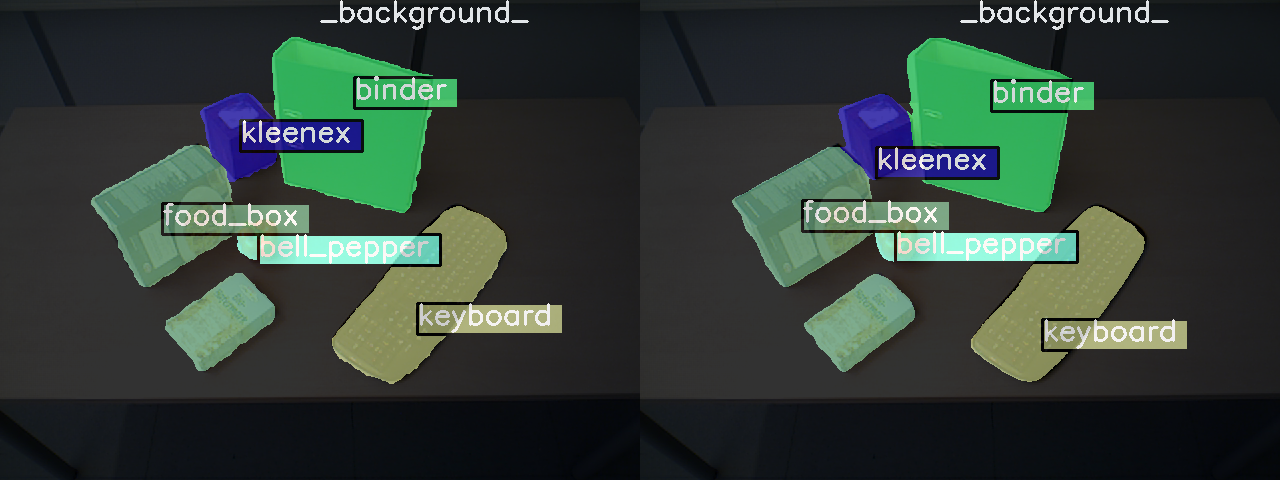 _background_
_background_
binder
binder
kleenex
kleenex
food_box
food_box
bell_pepper
bell_pepper
keyboard
keyboard